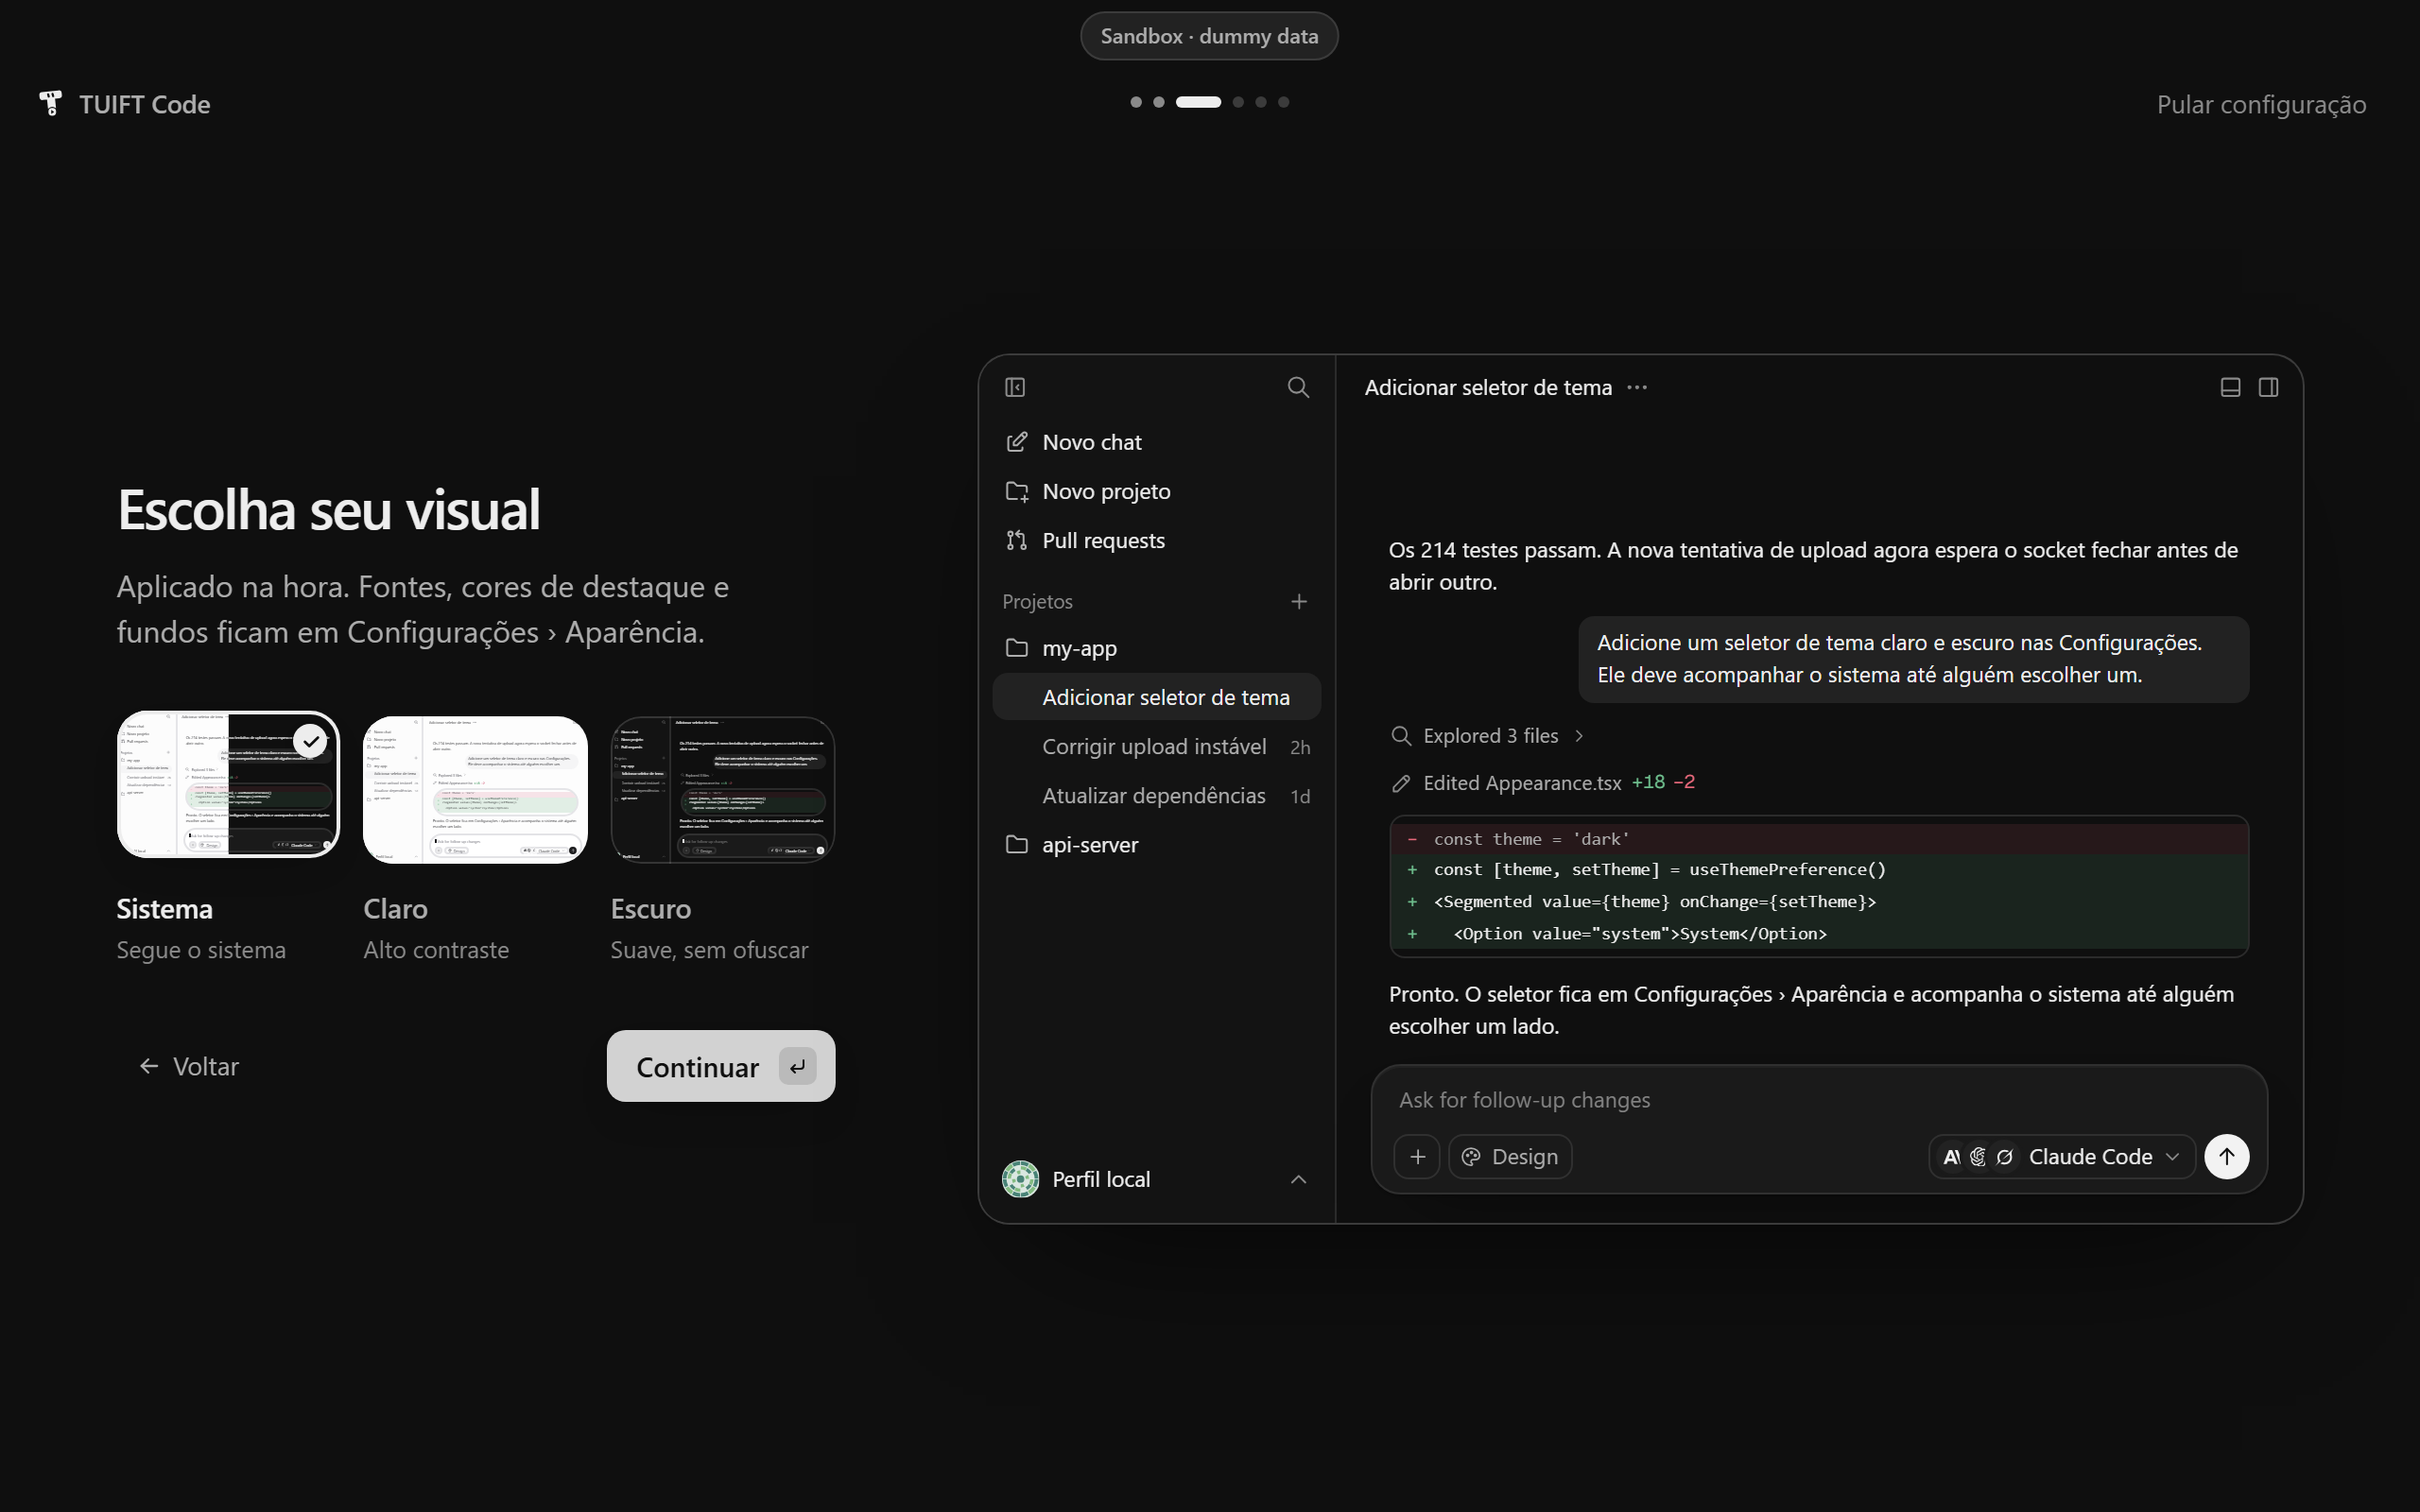 Sandbox · dummy data
TUIFT Code
Pular configuração
Escolha seu visual
Aplicado na hora. Fontes, cores de destaque e
fundos ficam em Configurações › Aparência.
Sistema
Segue o sistema
Claro
Alto contraste
Escuro
Suave, sem ofuscar
← Voltar
Continuar
Novo chat
Novo projeto
Pull requests
Projetos
my-app
Adicionar seletor de tema
Corrigir upload instável 2h
Atualizar dependências 1d
api-server
Perfil local
Adicionar seletor de tema ···
Os 214 testes passam. A nova tentativa de upload agora espera o socket fechar antes de
abrir outro.
Adicione um seletor de tema claro e escuro nas Configurações.
Ele deve acompanhar o sistema até alguém escolher um.
Explored 3 files
Edited Appearance.tsx +18 −2
− const theme = 'dark'
+ const [theme, setTheme] = useThemePreference()
+ <Segmented value={theme} onChange={setTheme}>
+ <Option value="system">System</Option>
Pronto. O seletor fica em Configurações › Aparência e acompanha o sistema até alguém
escolher um lado.
Ask for follow-up changes
Design
Claude Code